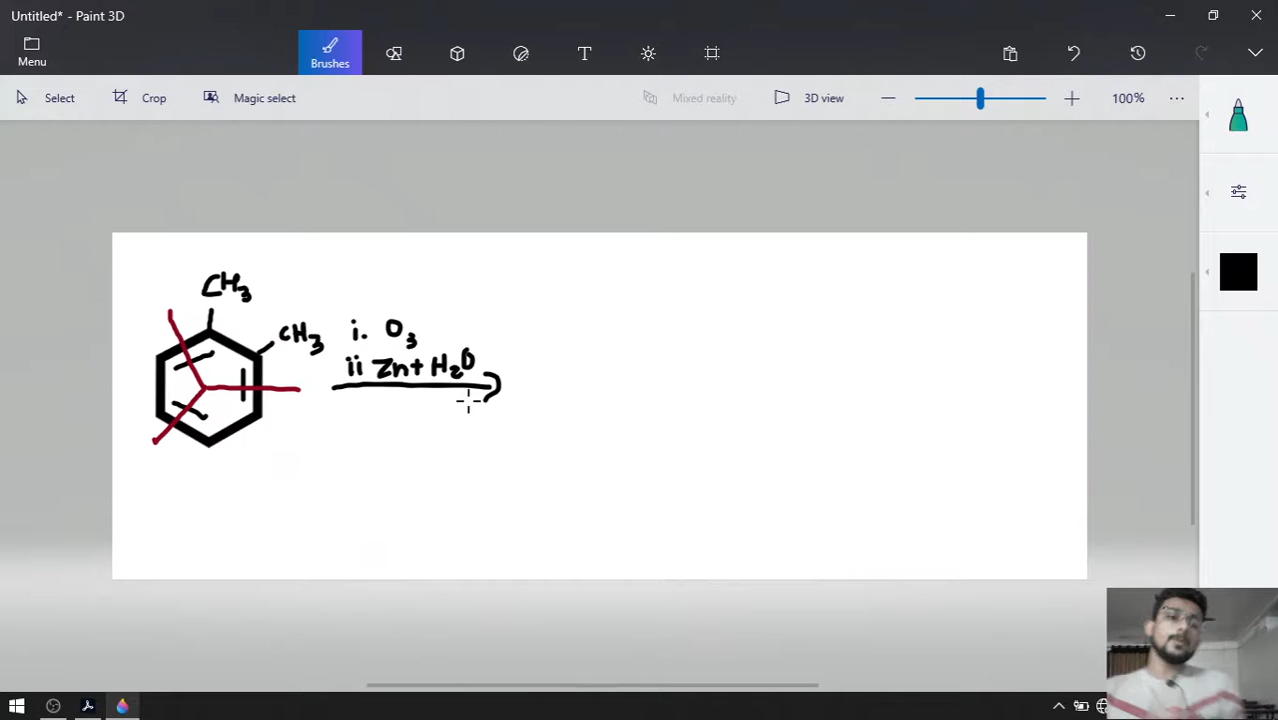 Untitled* - Paint 3D
Menu
Brushes
Select
Crop
Magic select
Mixed reality
3D view
100%
CH3
CH3
i. O3
ii Zn + H2O